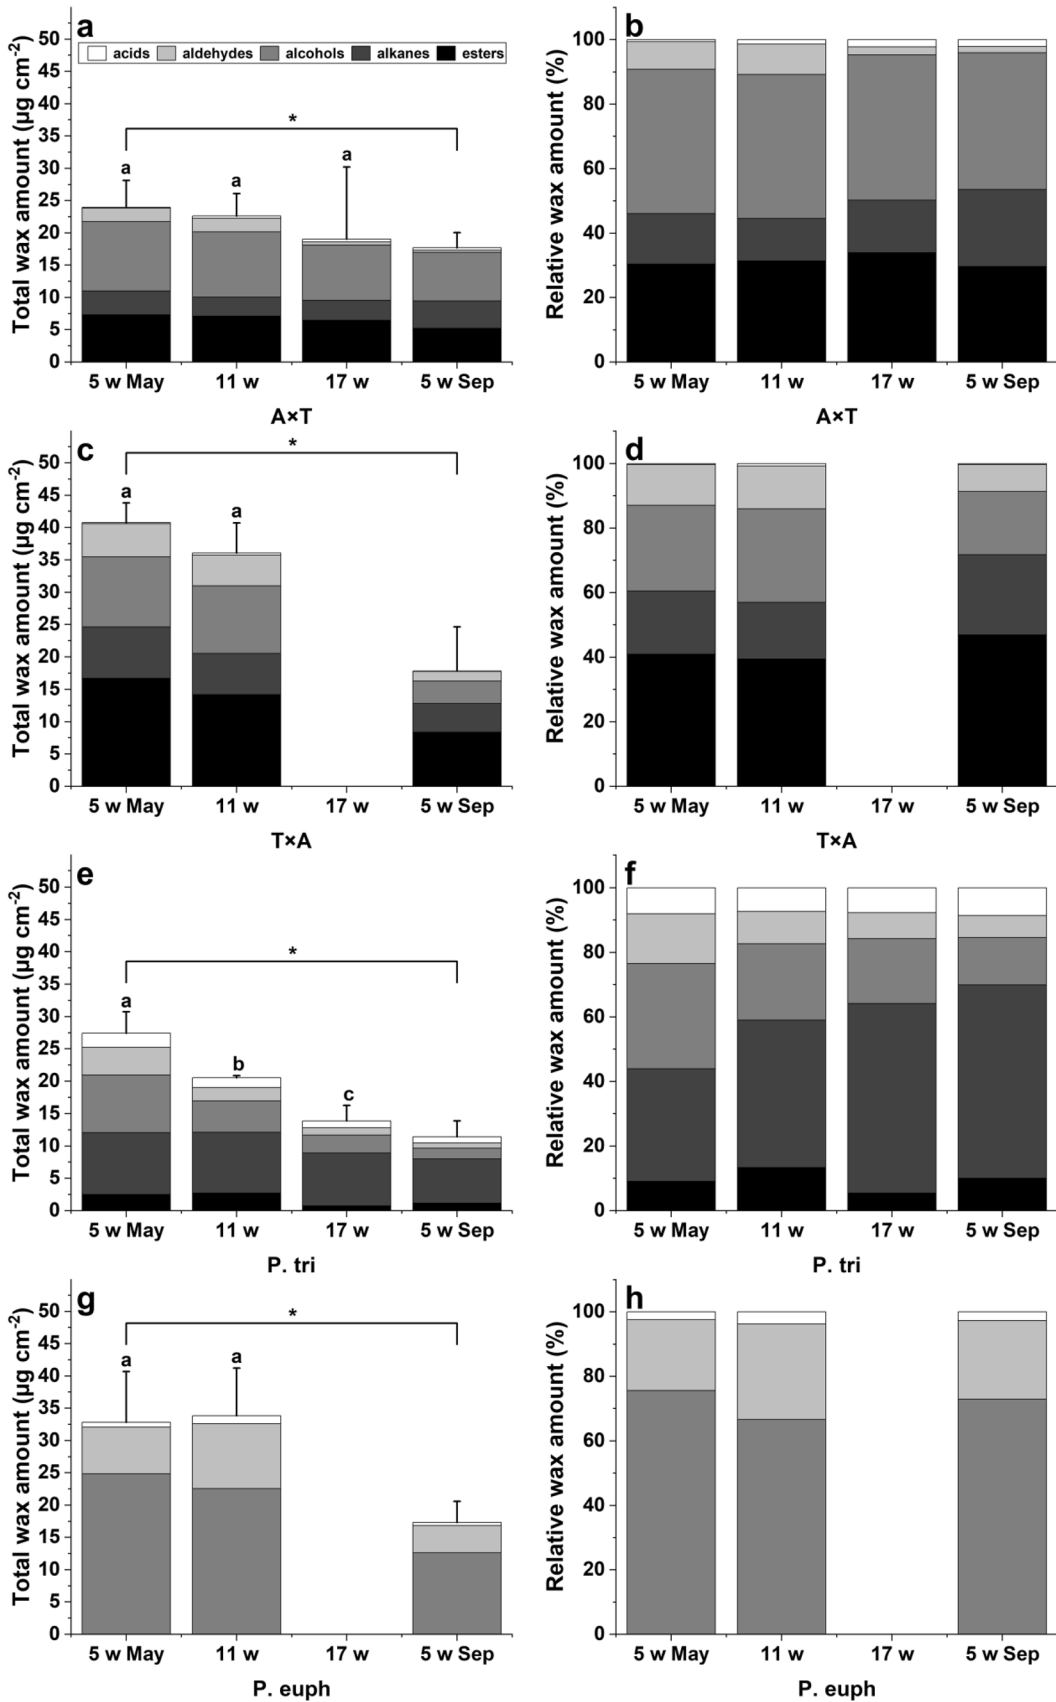 a
Total wax amount (µg cm⁻²)
50
45
40
35
30
25
20
15
10
5
0
acids aldehydes alcohols alkanes esters
*
a
a
a
5 w May 11 w 17 w 5 w Sep
A×T
b
Relative wax amount (%)
100
80
60
40
20
0
5 w May 11 w 17 w 5 w Sep
A×T
c
Total wax amount (µg cm⁻²)
50
45
40
35
30
25
20
15
10
5
0
*
a
a
5 w May 11 w 17 w 5 w Sep
T×A
d
Relative wax amount (%)
100
80
60
40
20
0
5 w May 11 w 17 w 5 w Sep
T×A
e
Total wax amount (µg cm⁻²)
50
45
40
35
30
25
20
15
10
5
0
*
a
b
c
5 w May 11 w 17 w 5 w Sep
P. tri
f
Relative wax amount (%)
100
80
60
40
20
0
5 w May 11 w 17 w 5 w Sep
P. tri
g
Total wax amount (µg cm⁻²)
50
45
40
35
30
25
20
15
10
5
0
*
a
a
5 w May 11 w 17 w 5 w Sep
P. euph
h
Relative wax amount (%)
100
80
60
40
20
0
5 w May 11 w 17 w 5 w Sep
P. euph